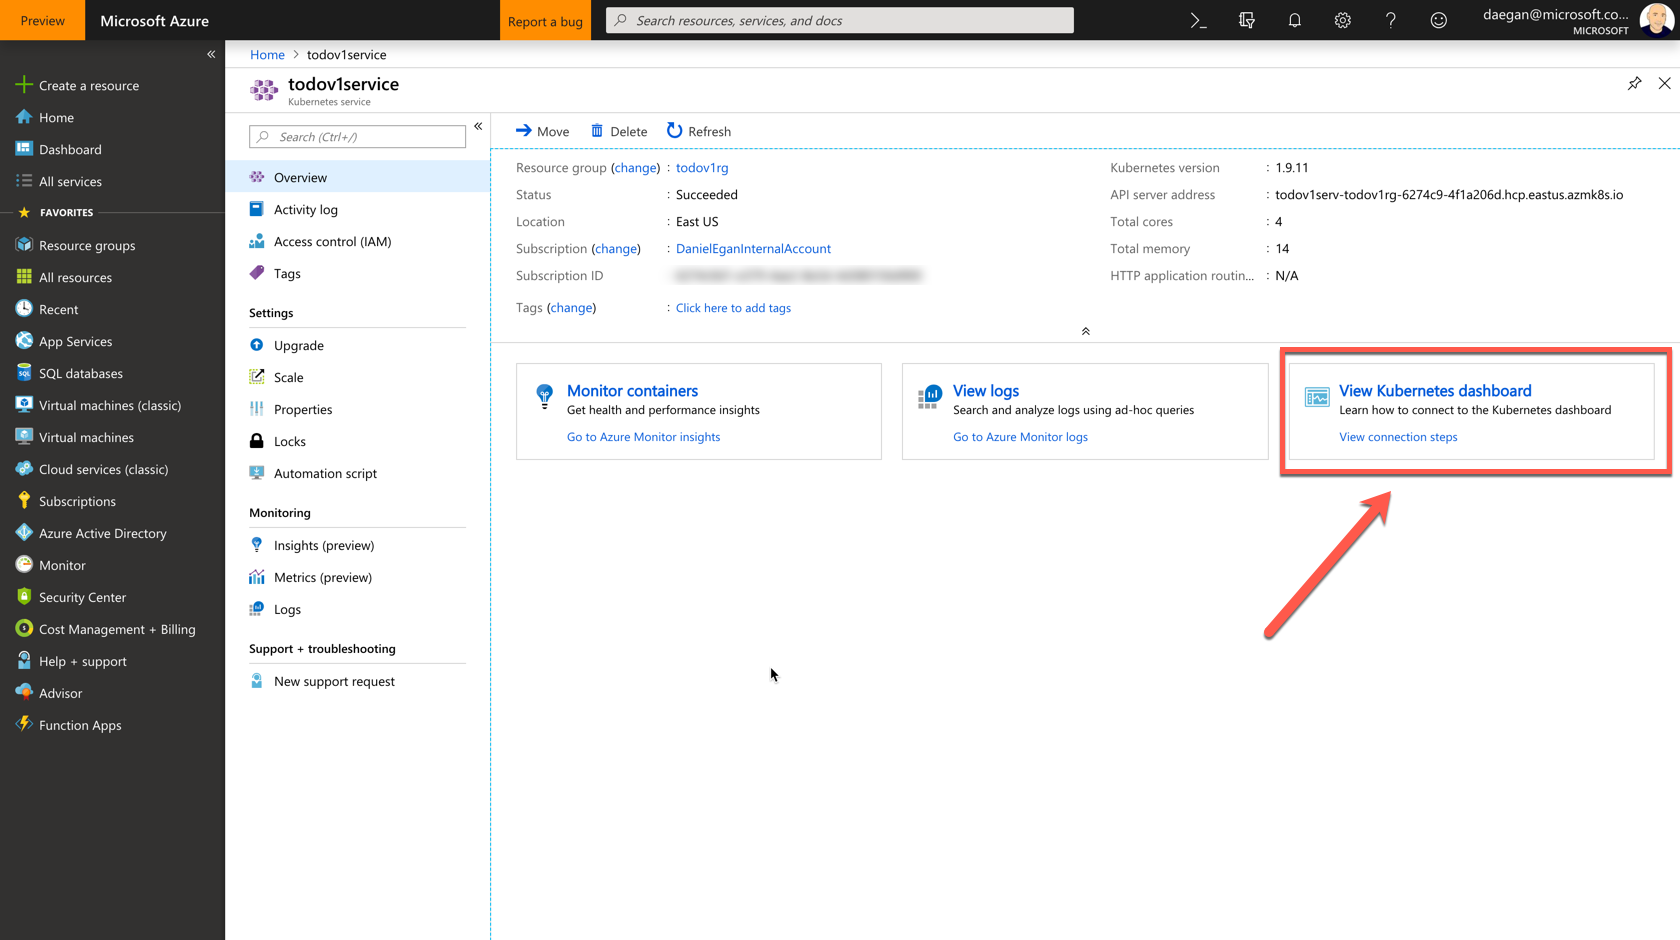 Preview
Microsoft Azure
Report a bug
Search resources, services, and docs
daegan@microsoft.co...
MICROSOFT
Create a resource
Home
Dashboard
All services
FAVORITES
Resource groups
All resources
Recent
App Services
SQL databases
Virtual machines (classic)
Virtual machines
Cloud services (classic)
Subscriptions
Azure Active Directory
Monitor
Security Center
Cost Management + Billing
Help + support
Advisor
Function Apps
Home > todov1service
todov1service
Kubernetes service
Search (Ctrl+/)
Overview
Activity log
Access control (IAM)
Tags
Settings
Upgrade
Scale
Properties
Locks
Automation script
Monitoring
Insights (preview)
Metrics (preview)
Logs
Support + troubleshooting
New support request
Move Delete Refresh
Resource group (change) : todov1rg
Status : Succeeded
Location : East US
Subscription (change) : DanielEganInternalAccount
Subscription ID
Tags (change) : Click here to add tags
Kubernetes version : 1.9.11
API server address : todov1serv-todov1rg-6274c9-4f1a206d.hcp.eastus.azmk8s.io
Total cores : 4
Total memory : 14
HTTP application routin... : N/A
Monitor containers
Get health and performance insights
Go to Azure Monitor insights
View logs
Search and analyze logs using ad-hoc queries
Go to Azure Monitor logs
View Kubernetes dashboard
Learn how to connect to the Kubernetes dashboard
View connection steps